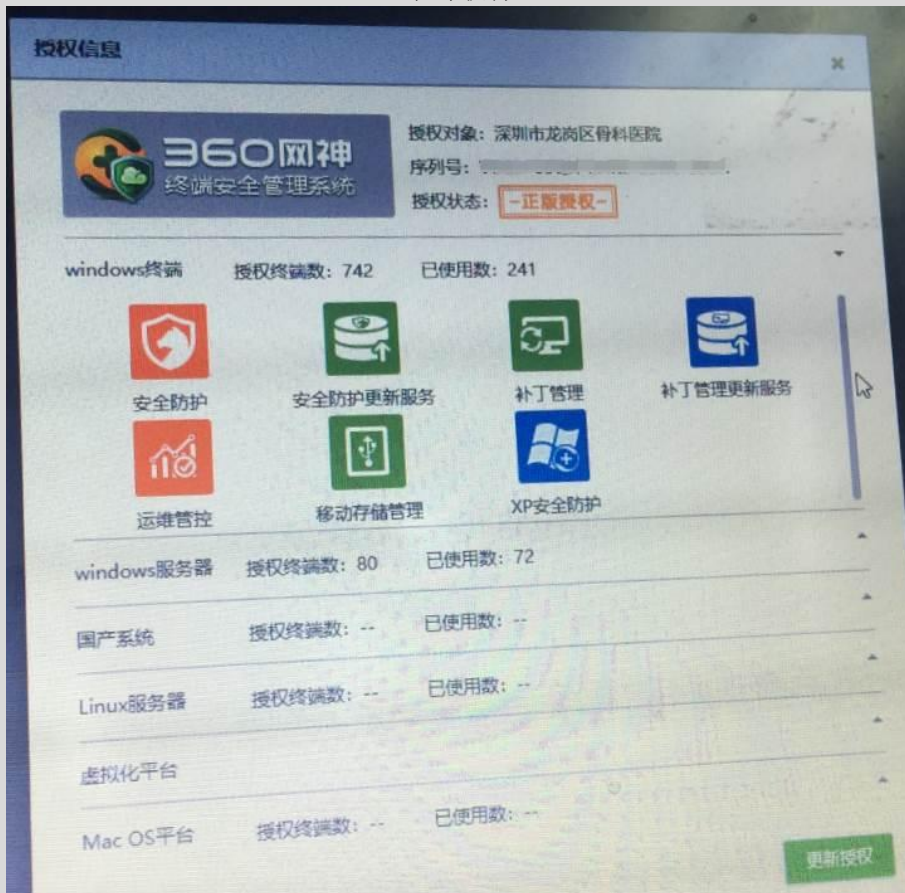 授权信息
360网神
终端安全管理系统
授权对象：深圳市龙岗区骨科医院
序列号：
授权状态：-正版授权-
windows终端 授权终端数：742 已使用数：241
安全防护 安全防护更新服务 补丁管理 补丁管理更新服务
运维管控 移动存储管理 XP安全防护
windows服务器 授权终端数：80 已使用数：72
国产系统 授权终端数：-- 已使用数：--
Linux服务器 授权终端数：-- 已使用数：--
虚拟化平台
Mac OS平台 授权终端数：-- 已使用数：--
更新授权